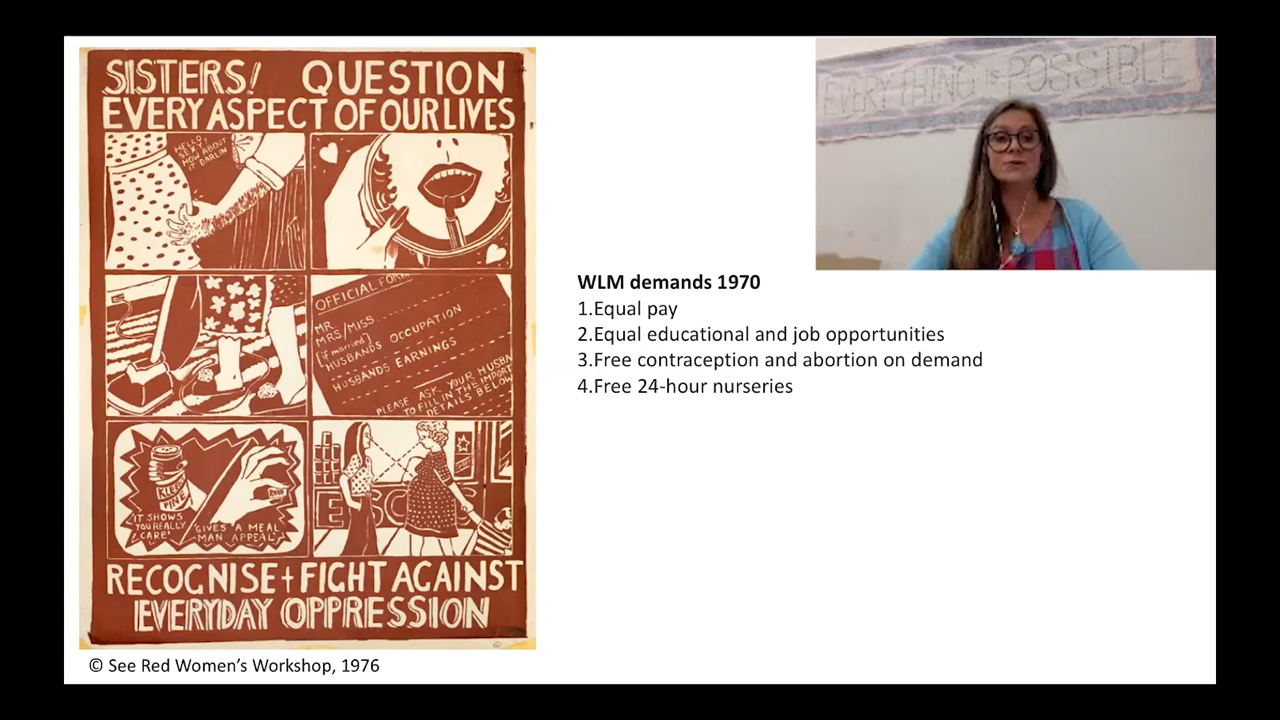 SISTERS! QUESTION
EVERY ASPECT OF OUR LIVES
HELLO
SEXY!
HOW ABOUT
IT DARLIN
OFFICIAL FORM
MR.
MRS/MISS
[if married]
HUSBANDS OCCUPATION
HUSBANDS EARNINGS
PLEASE ASK YOUR HUSBA
TO FILL IN THE IMPORT
DETAILS BELOW
KLEEN
PINE
IT SHOWS
YOU REALLY
CARE!
GIVES A MEAL
MAN APPEAL
ESC
RECOGNISE + FIGHT AGAINST
EVERYDAY OPPRESSION
© See Red Women’s Workshop, 1976
EVERYTHING is POSSIBLE
WLM demands 1970
1.Equal pay
2.Equal educational and job opportunities
3.Free contraception and abortion on demand
4.Free 24-hour nurseries